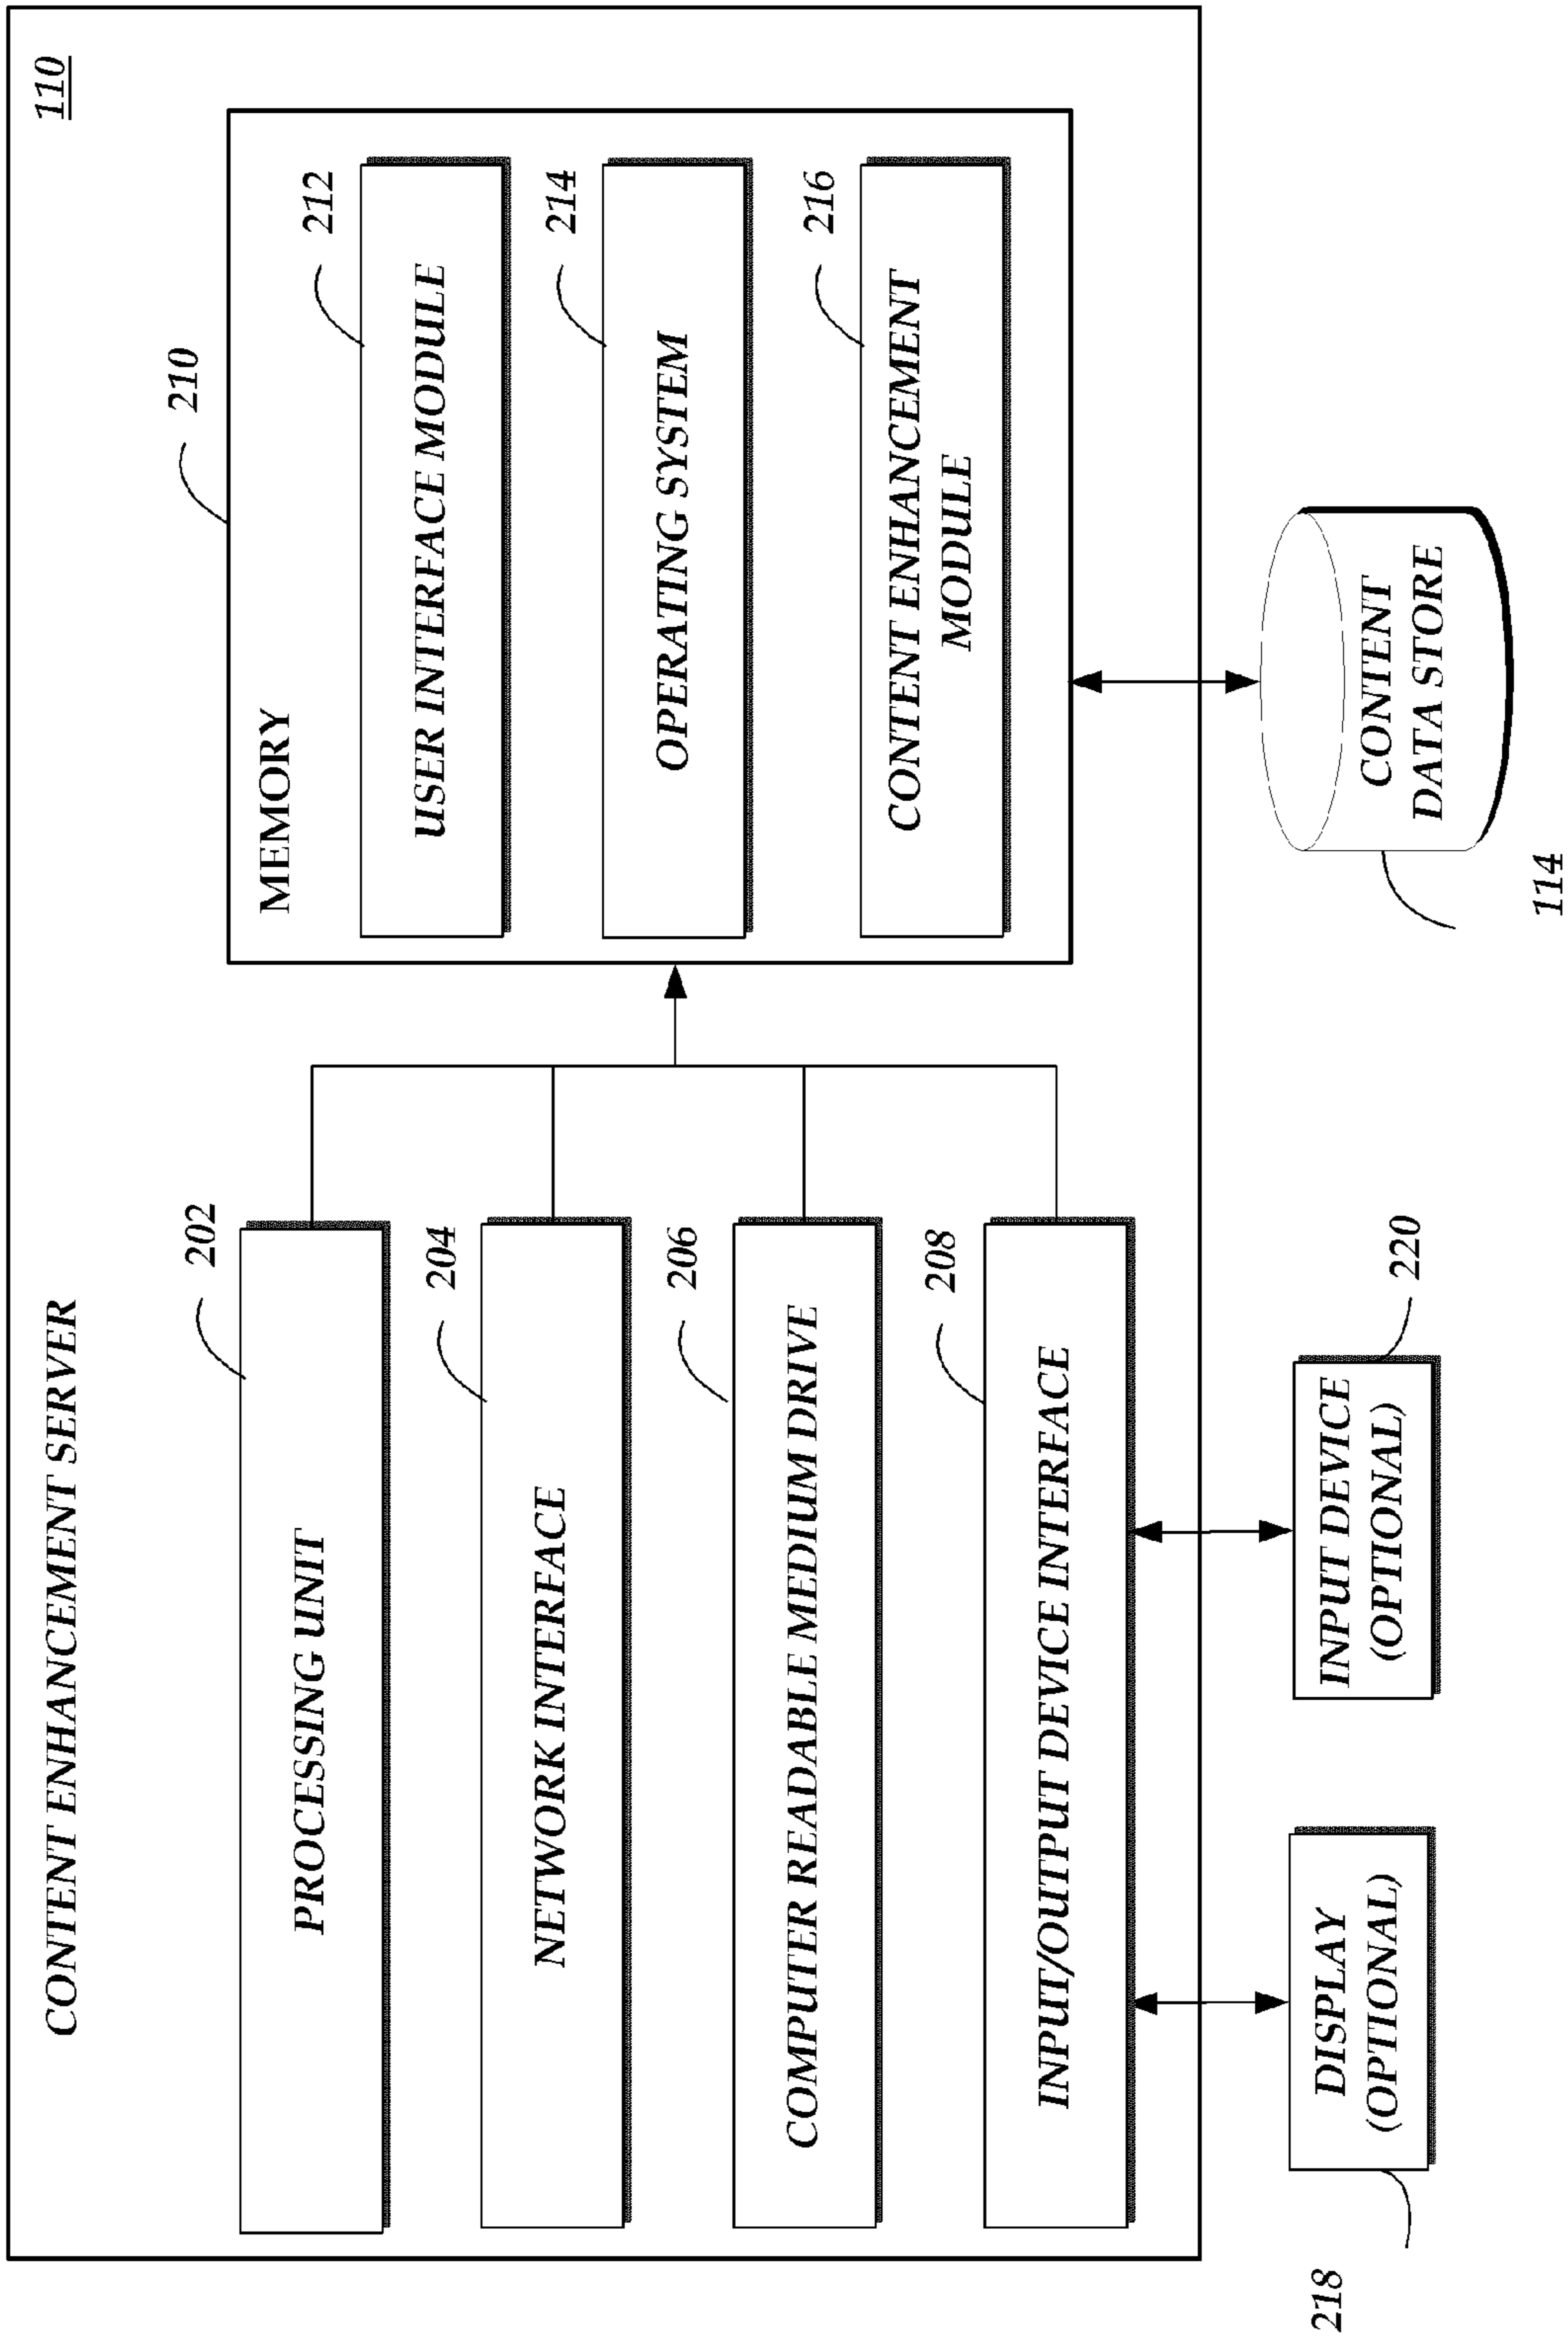 CONTENT ENHANCEMENT SERVER
110
202
PROCESSING UNIT
204
NETWORK INTERFACE
206
COMPUTER READABLE MEDIUM DRIVE
208
INPUT/OUTPUT DEVICE INTERFACE
210
MEMORY
212
USER INTERFACE MODULE
214
OPERATING SYSTEM
216
CONTENT ENHANCEMENT
MODULE
218
DISPLAY
(OPTIONAL)
INPUT DEVICE
(OPTIONAL)
220
114
CONTENT
DATA STORE